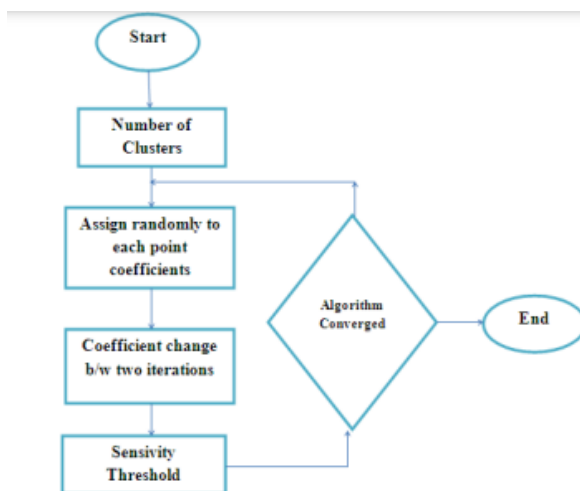 Start
Number of
Clusters
Assign randomly to
each point
coefficients
Coefficient change
b/w two iterations
Sensivity
Threshold
Algorithm
Converged
End